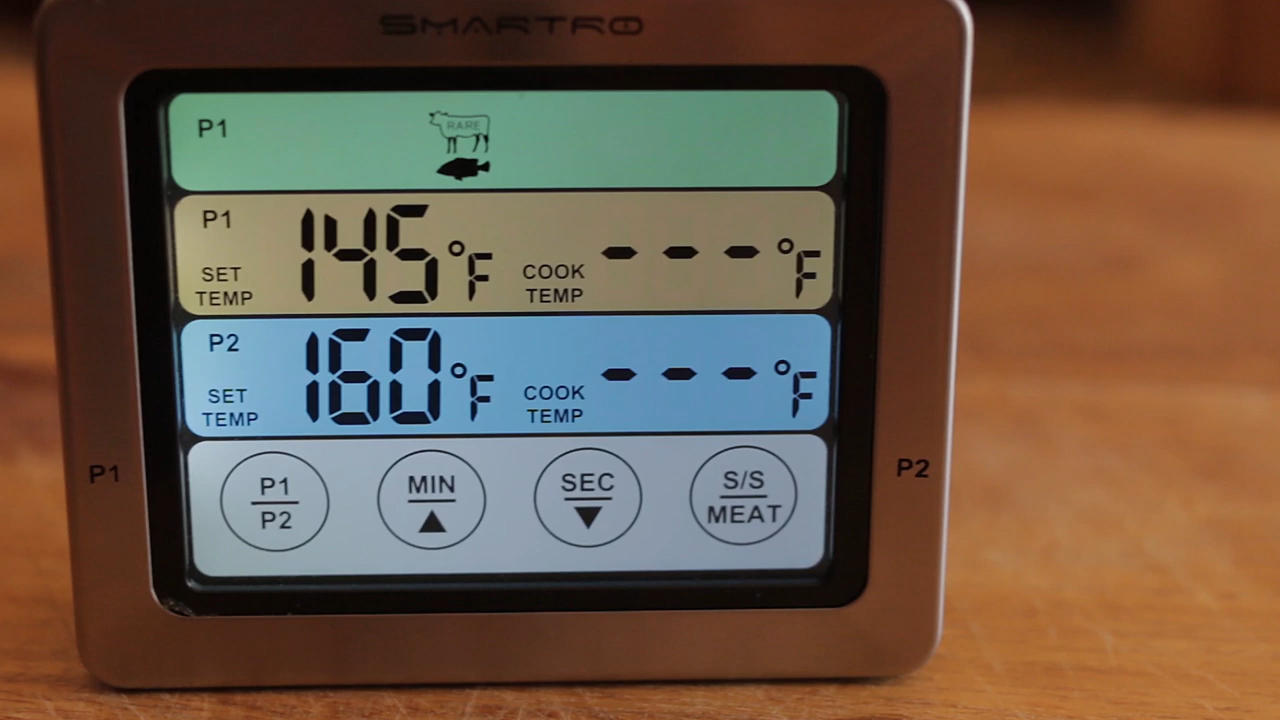 SMARTRO
P1
RARE
P1
SET
TEMP
145°F
COOK
TEMP
- - - °F
P2
SET
TEMP
160°F
COOK
TEMP
- - - °F
P1
P1
P2
MIN
▲
SEC
▼
S/S
MEAT
P2